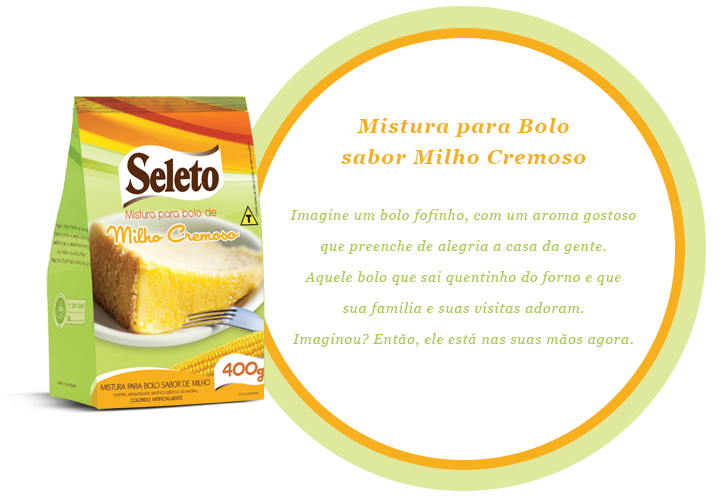 Mistura para Bolo
sabor Milho Cremoso
Imagine um bolo fofinho, com um aroma gostoso
que preenche de alegria a casa da gente.
Aquele bolo que sai quentinho do forno e que
sua família e suas visitas adoram.
Imaginou? Então, ele está nas suas mãos agora.
Seleto
Mistura para bolo de
Milho Cremoso
T
400g
MISTURA PARA BOLO SABOR DE MILHO
COLORIDO ARTIFICIALMENTE